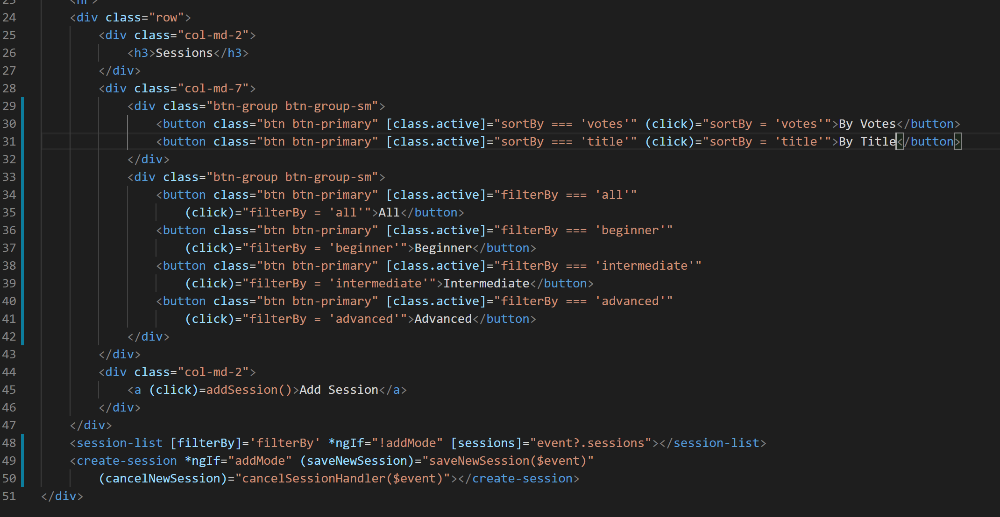 23 <hr>
24 <div class="row">
25 <div class="col-md-2">
26 <h3>Sessions</h3>
27 </div>
28 <div class="col-md-7">
29 <div class="btn-group btn-group-sm">
30 <button class="btn btn-primary" [class.active]="sortBy === 'votes'" (click)="sortBy = 'votes'">By Votes</button>
31 <button class="btn btn-primary" [class.active]="sortBy === 'title'" (click)="sortBy = 'title'">By Title</button>
32 </div>
33 <div class="btn-group btn-group-sm">
34 <button class="btn btn-primary" [class.active]="filterBy === 'all'"
35 (click)="filterBy = 'all'">All</button>
36 <button class="btn btn-primary" [class.active]="filterBy === 'beginner'"
37 (click)="filterBy = 'beginner'">Beginner</button>
38 <button class="btn btn-primary" [class.active]="filterBy === 'intermediate'"
39 (click)="filterBy = 'intermediate'">Intermediate</button>
40 <button class="btn btn-primary" [class.active]="filterBy === 'advanced'"
41 (click)="filterBy = 'advanced'">Advanced</button>
42 </div>
43 </div>
44 <div class="col-md-2">
45 <a (click)=addSession()>Add Session</a>
46 </div>
47 </div>
48 <session-list [filterBy]='filterBy' *ngIf="!addMode" [sessions]="event?.sessions"></session-list>
49 <create-session *ngIf="addMode" (saveNewSession)="saveNewSession($event)"
50 (cancelNewSession)="cancelSessionHandler($event)"></create-session>
51 </div>